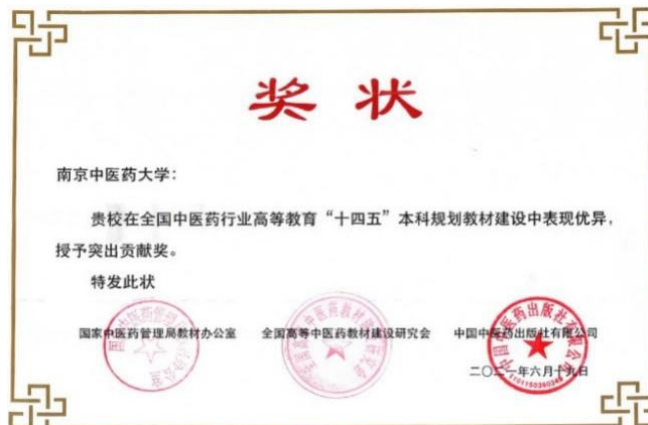 奖状
南京中医药大学：
贵校在全国中医药行业高等教育“十四五”本科规划教材建设中表现优异，
授予突出贡献奖。
特发此状
国家中医药管理局教材办公室 全国高等中医药教材建设研究会 中国中医药出版社有限公司
二〇二一年六月十九日